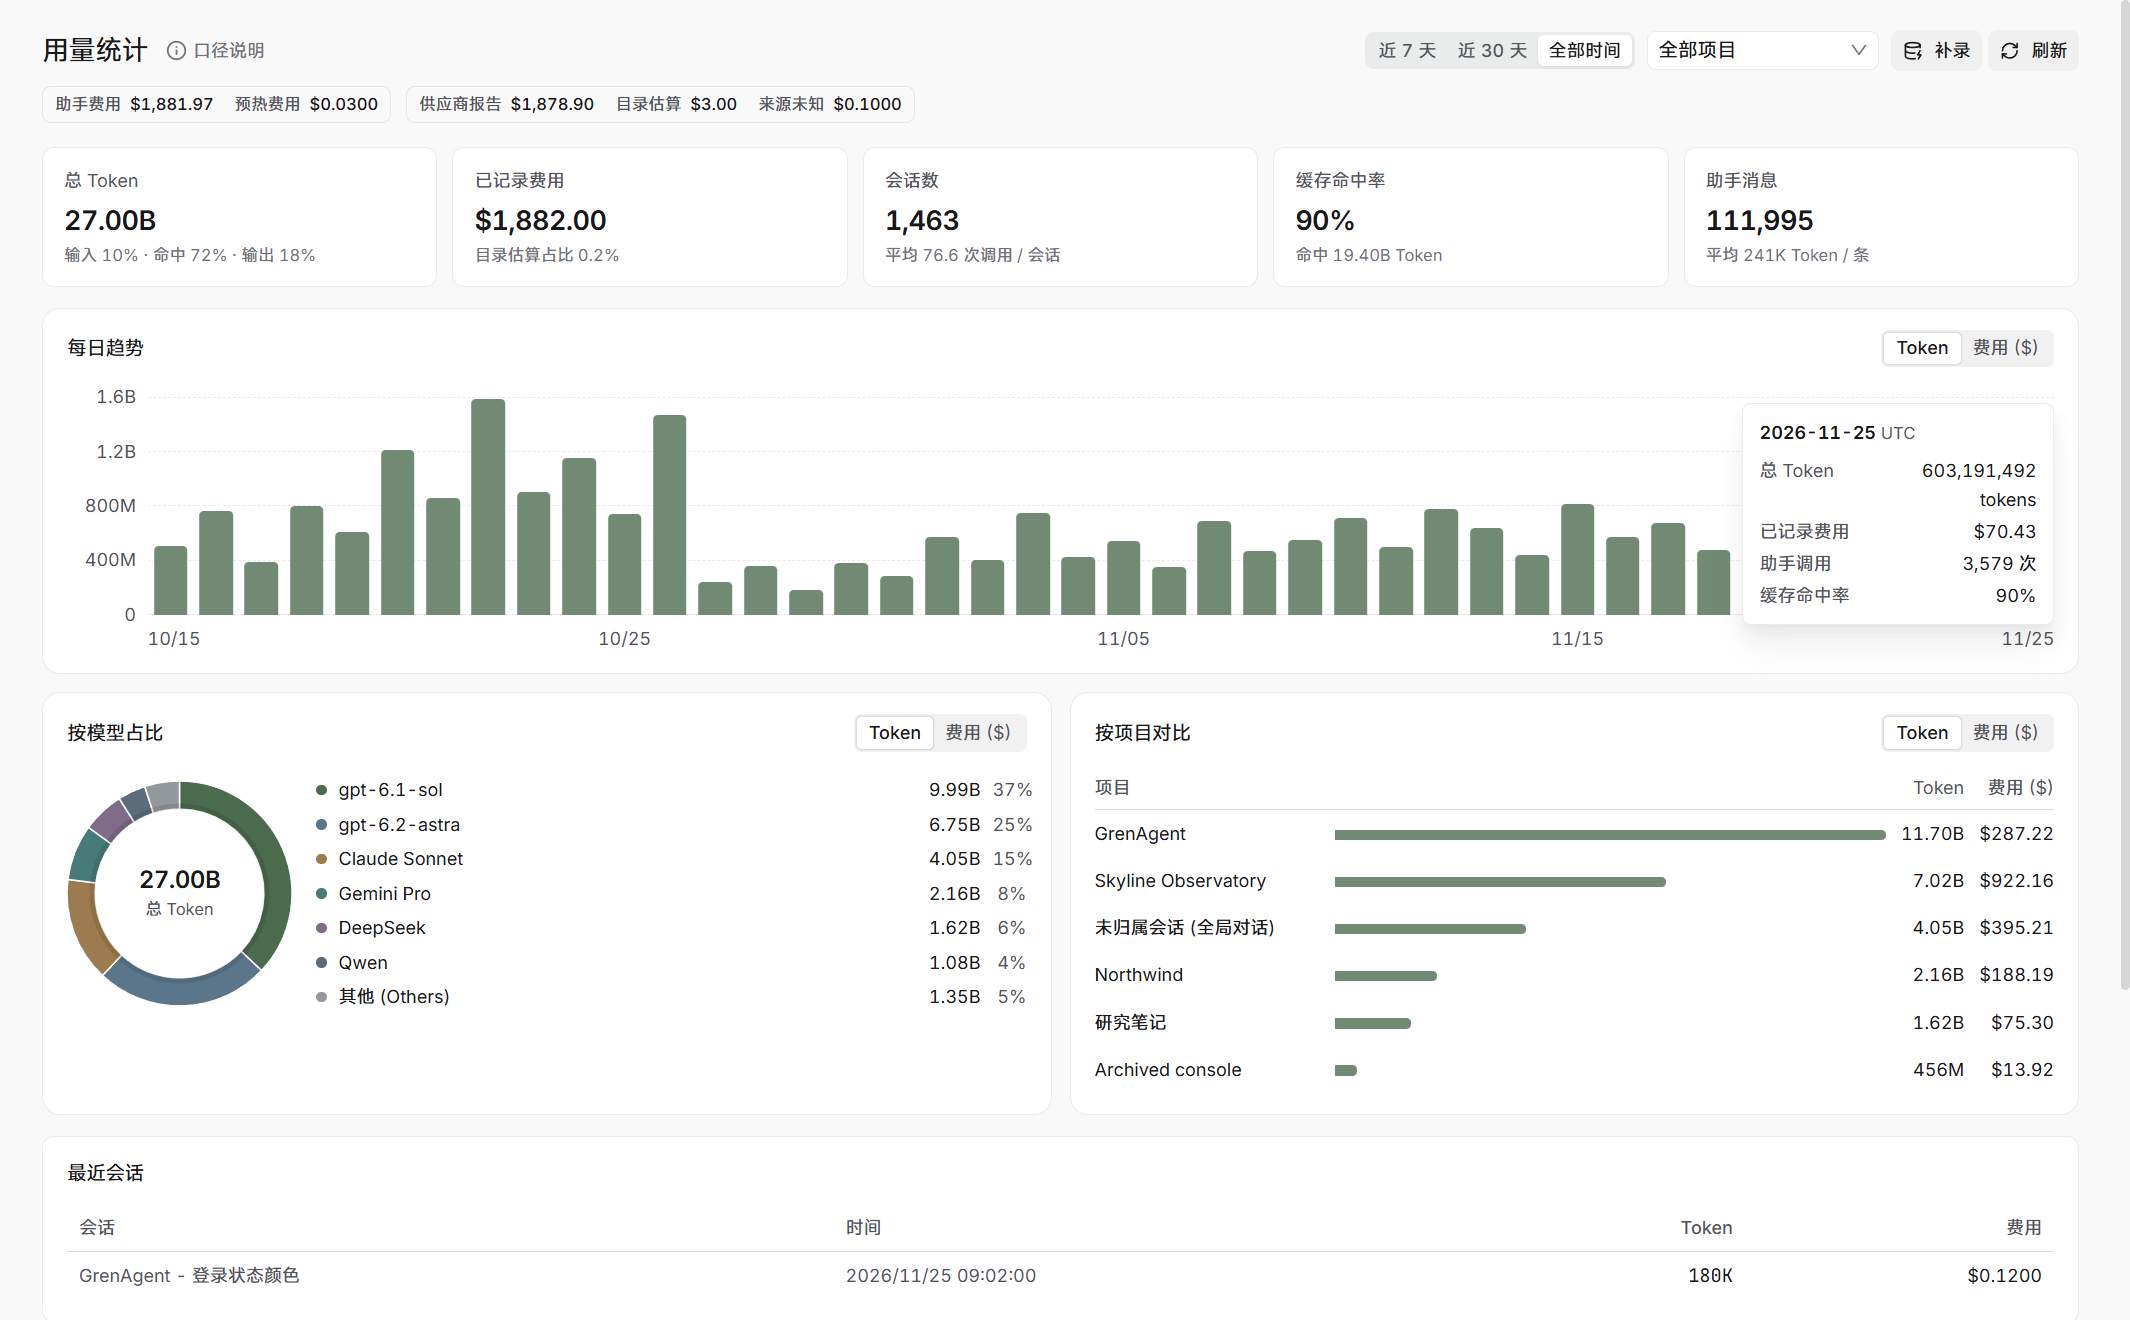 用量统计 口径说明 近 7 天 近 30 天 全部时间 全部项目 补录 刷新
助手费用 $1,881.97 预热费用 $0.0300 供应商报告 $1,878.90 目录估算 $3.00 来源未知 $0.1000
总 Token
27.00B
输入 10% · 命中 72% · 输出 18%
已记录费用
$1,882.00
目录估算占比 0.2%
会话数
1,463
平均 76.6 次调用 / 会话
缓存命中率
90%
命中 19.40B Token
助手消息
111,995
平均 241K Token / 条
每日趋势 Token 费用 ($)
1.6B
1.2B
800M
400M
0
10/15 10/25 11/05 11/15 11/25
2026-11-25 UTC
总 Token 603,191,492
tokens
已记录费用 $70.43
助手调用 3,579 次
缓存命中率 90%
按模型占比 Token 费用 ($)
27.00B
总 Token
gpt-6.1-sol 9.99B 37%
gpt-6.2-astra 6.75B 25%
Claude Sonnet 4.05B 15%
Gemini Pro 2.16B 8%
DeepSeek 1.62B 6%
Qwen 1.08B 4%
其他 (Others) 1.35B 5%
按项目对比 Token 费用 ($)
项目 Token 费用 ($)
GrenAgent 11.70B $287.22
Skyline Observatory 7.02B $922.16
未归属会话 (全局对话) 4.05B $395.21
Northwind 2.16B $188.19
研究笔记 1.62B $75.30
Archived console 456M $13.92
最近会话
会话 时间 Token 费用
GrenAgent - 登录状态颜色 2026/11/25 09:02:00 180K $0.1200